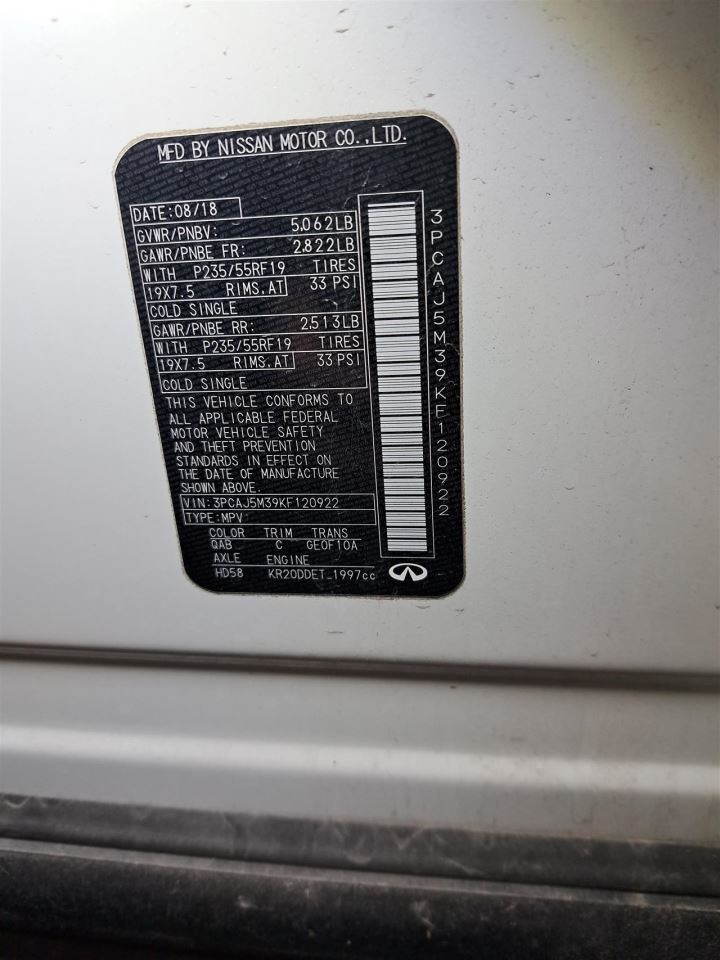 MFD BY NISSAN MOTOR CO.,LTD.
DATE:08/18
GVWR/PNBV: 5,062LB
GAWR/PNBE FR: 2,822LB
WITH P235/55RF19 TIRES
19X7.5 RIMS.AT 33 PSI
COLD SINGLE
GAWR/PNBE RR: 2,513LB
WITH P235/55RF19 TIRES
19X7.5 RIMS.AT 33 PSI
COLD SINGLE
THIS VEHICLE CONFORMS TO
ALL APPLICABLE FEDERAL
MOTOR VEHICLE SAFETY
AND THEFT PREVENTION
STANDARDS IN EFFECT ON
THE DATE OF MANUFACTURE
SHOWN ABOVE.
VIN:3PCAJ5M39KF120922
TYPE:MPV
COLOR TRIM TRANS
QAB C GEOF10A
AXLE ENGINE
HD58 KR20DDET 1997cc
3PCAJ5M39KF120922